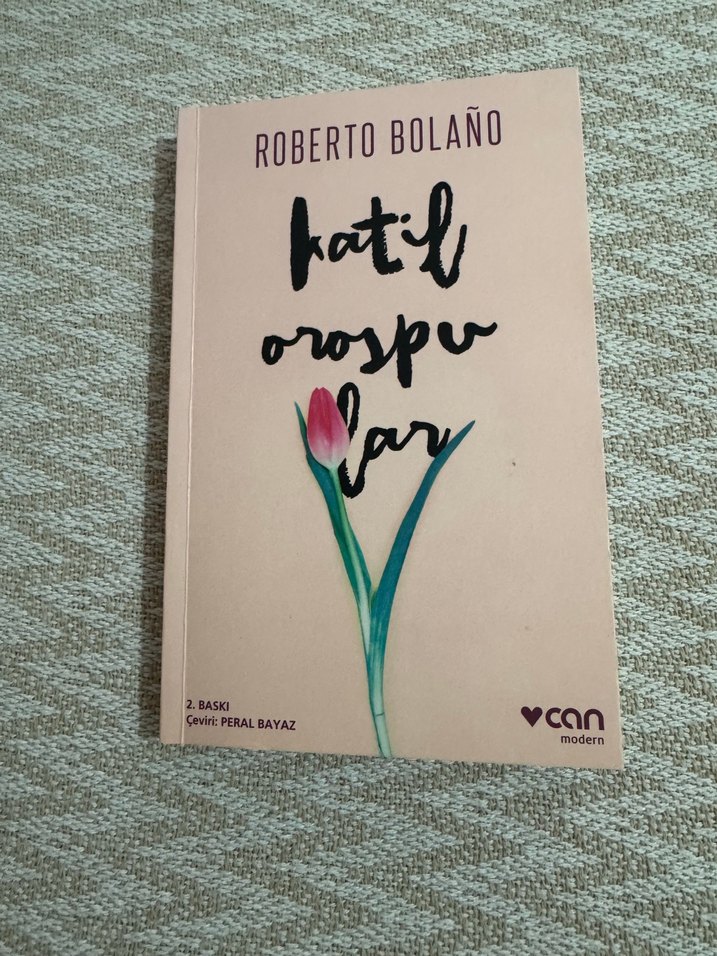 ROBERTO BOLAÑO
katil
orospu
lar
2. BASKI
Çeviri: PERAL BAYAZ
can
modern